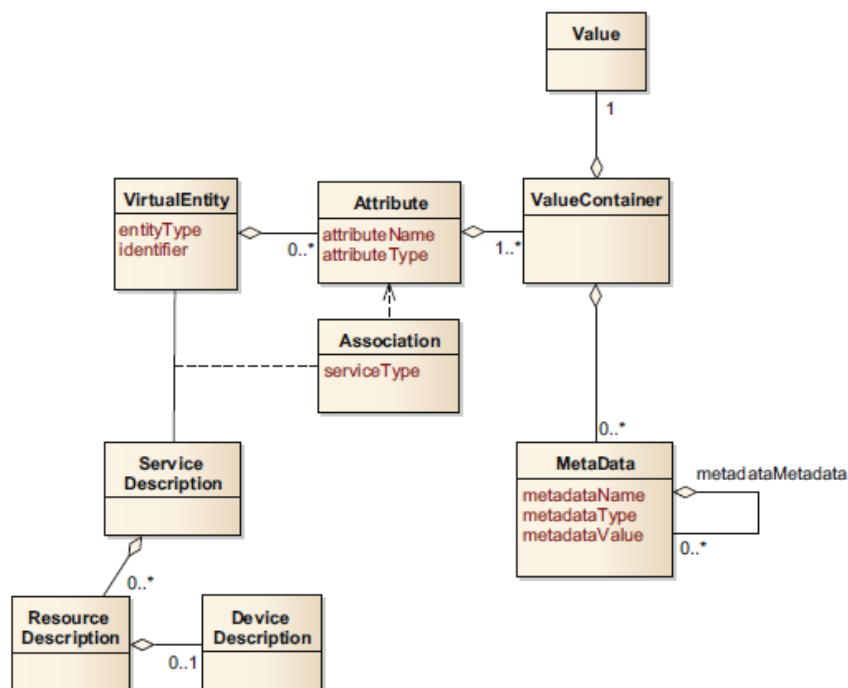 Value
1
VirtualEntity
entityType
identifier
0..*
Attribute
attributeName
attributeType
1..*
ValueContainer
Association
serviceType
0..*
Service
Description
MetaData
metadataName
metadataType
metadataValue
metadataMetadata
0..*
0..*
Resource
Description
0..1
Device
Description